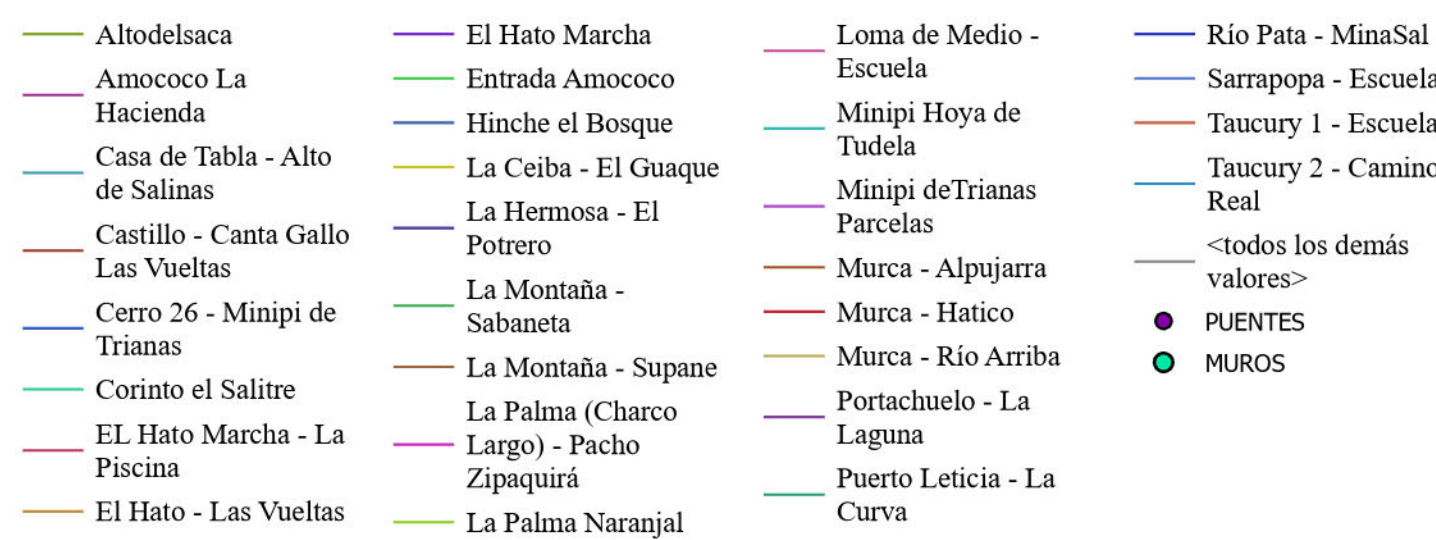 Altodelsaca
Amococo La
Hacienda
Casa de Tabla - Alto
de Salinas
Castillo - Canta Gallo
Las Vueltas
Cerro 26 - Minipi de
Trianas
Corinto el Salitre
EL Hato Marcha - La
Piscina
El Hato - Las Vueltas
El Hato Marcha
Entrada Amococo
Hinche el Bosque
La Ceiba - El Guaque
La Hermosa - El
Potrero
La Montaña -
Sabaneta
La Montaña - Supane
La Palma (Charco
Largo) - Pacho
Zipaquirá
La Palma Naranjal
Loma de Medio -
Escuela
Minipi Hoya de
Tudela
Minipi deTrianas
Parcelas
Murca - Alpujarra
Murca - Hatico
Murca - Río Arriba
Portachuelo - La
Laguna
Puerto Leticia - La
Curva
Río Pata - MinaSal
Sarrapopa - Escuela
Taucury 1 - Escuela
Taucury 2 - Camino
Real
<todos los demás
valores>
PUENTES
MUROS